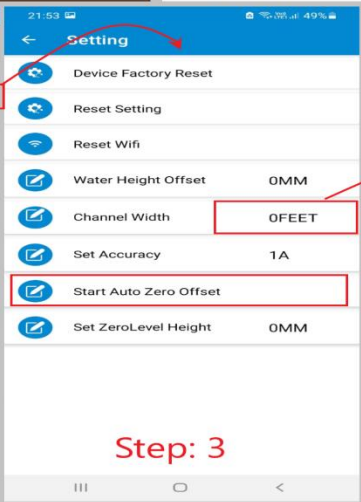 21:53 49%
Setting
Device Factory Reset
Reset Setting
Reset Wifi
Water Height Offset 0MM
Channel Width 0FEET
Set Accuracy 1A
Start Auto Zero Offset
Set ZeroLevel Height 0MM
Step: 3